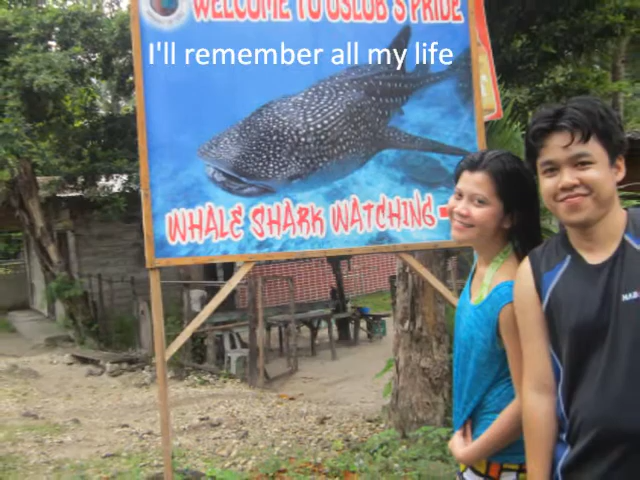 WELCOME TO OSLOB'S PRIDE
I'll remember all my life
WHALE SHARK WATCHING-